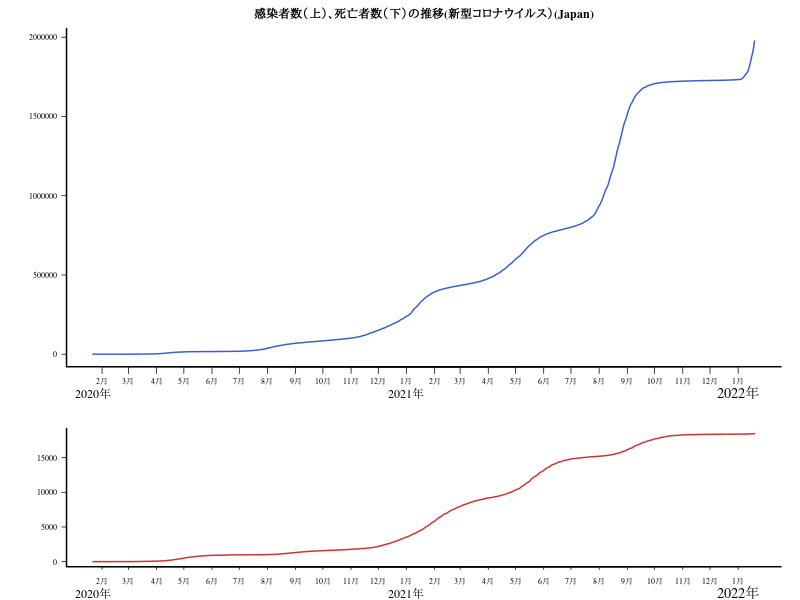 感染者数(上)、死亡者数(下)の推移(新型コロナウイルス)(Japan)
2000000
1500000
1000000
500000
0
2月 3月 4月 5月 6月 7月 8月 9月 10月 11月 12月 1月 2月 3月 4月 5月 6月 7月 8月 9月 10月 11月 12月 1月
2020年 2021年 2022年
15000
10000
5000
0
2月 3月 4月 5月 6月 7月 8月 9月 10月 11月 12月 1月 2月 3月 4月 5月 6月 7月 8月 9月 10月 11月 12月 1月
2020年 2021年 2022年